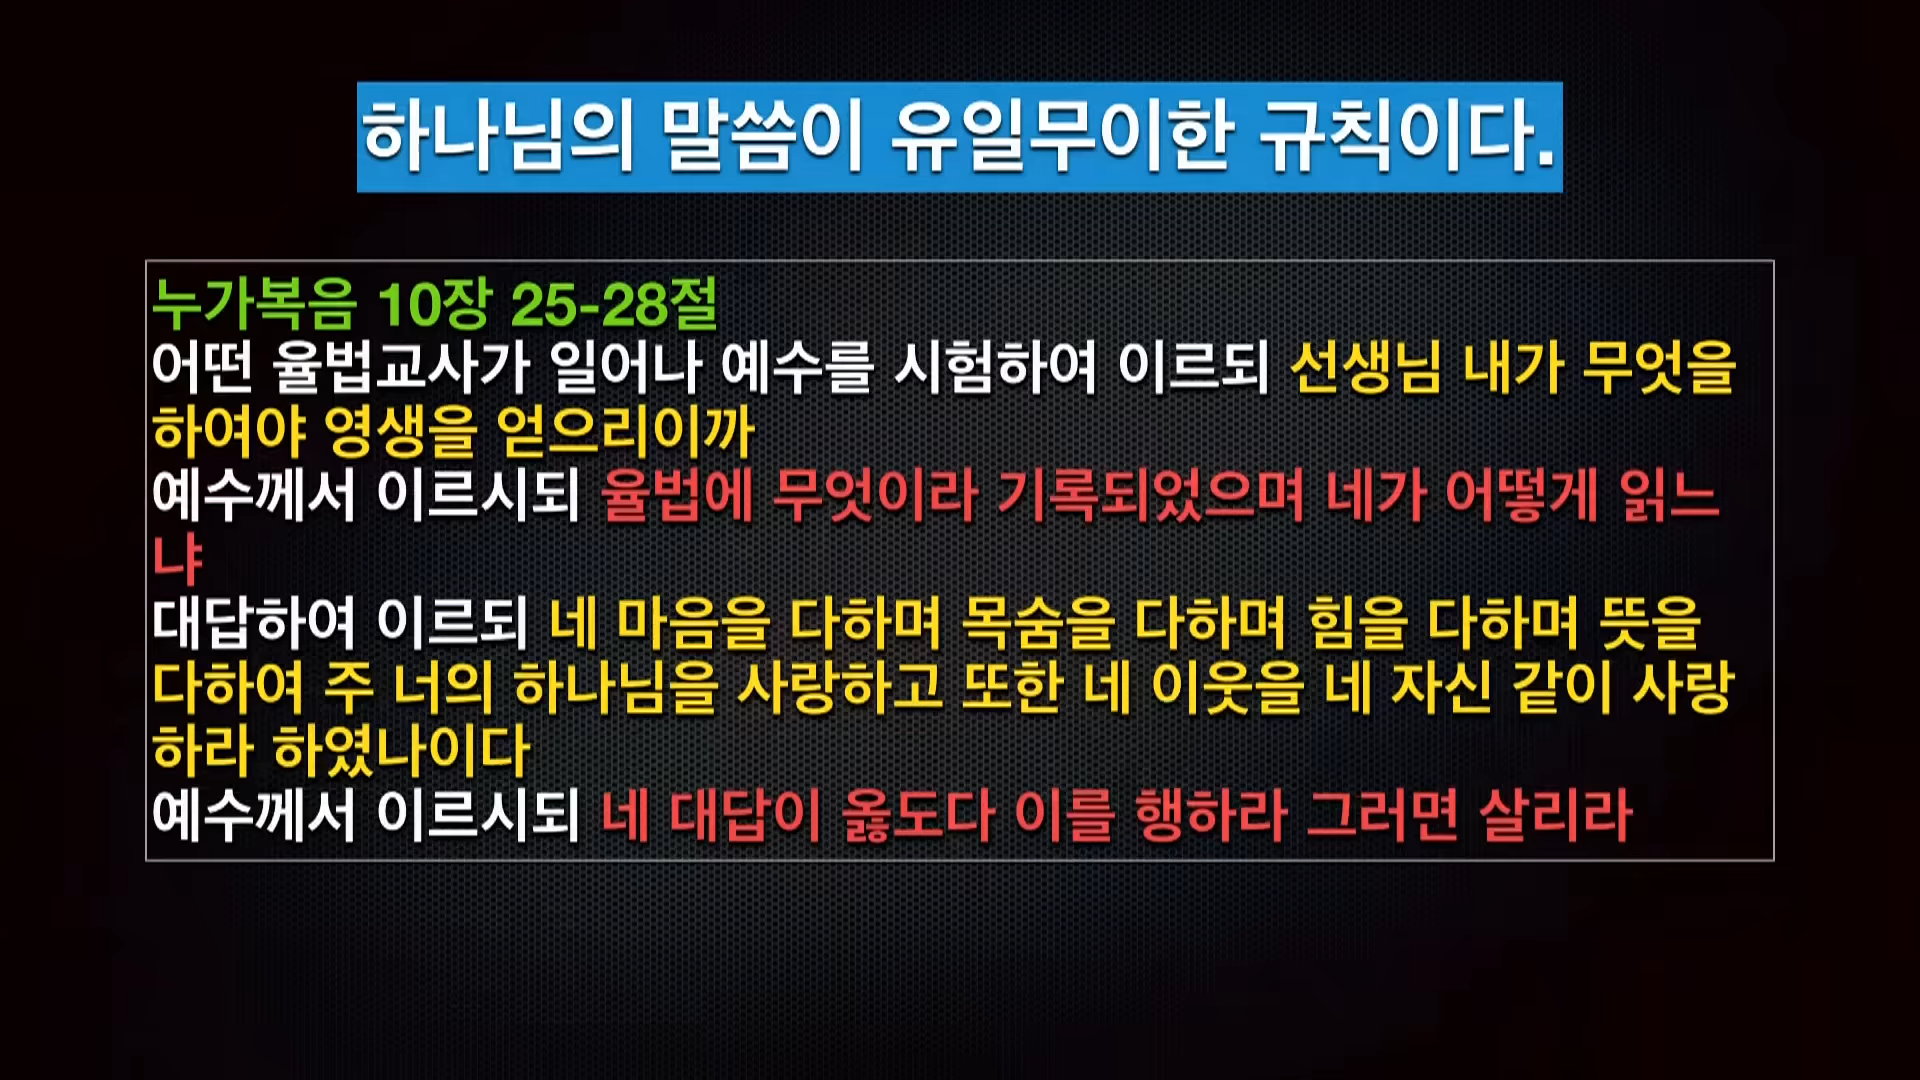 하나님의 말씀이 유일무이한 규칙이다.
누가복음 10장 25-28절
어떤 율법교사가 일어나 예수를 시험하여 이르되 선생님 내가 무엇을
하여야 영생을 얻으리이까
예수께서 이르시되 율법에 무엇이라 기록되었으며 네가 어떻게 읽느
냐
대답하여 이르되 네 마음을 다하며 목숨을 다하며 힘을 다하며 뜻을
다하여 주 너의 하나님을 사랑하고 또한 네 이웃을 네 자신 같이 사랑
하라 하였나이다
예수께서 이르시되 네 대답이 옳도다 이를 행하라 그러면 살리라